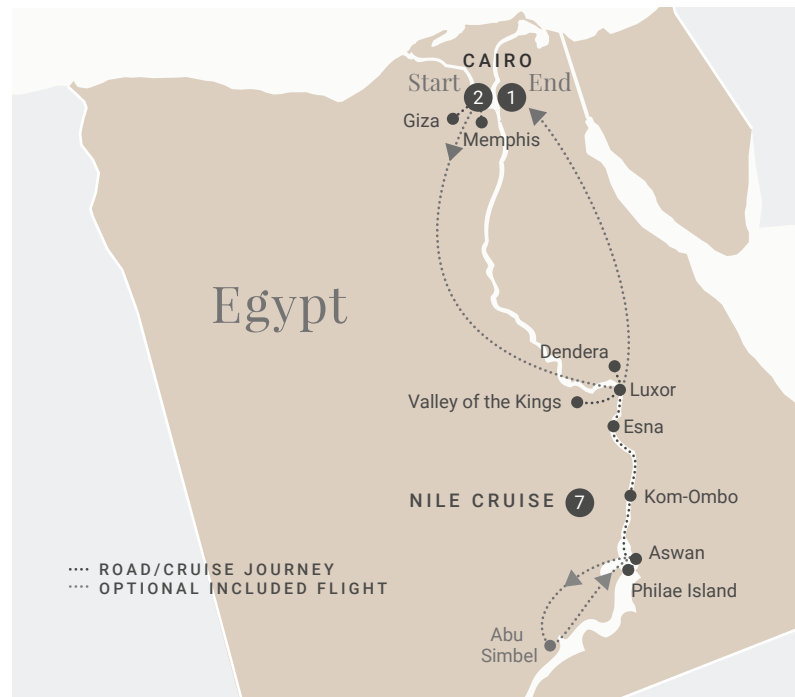 CAIRO
Start
2
1
End
Giza
Memphis
Egypt
Dendera
Luxor
Valley of the Kings
Esna
NILE CRUISE 7
Kom-Ombo
Aswan
ROAD/CRUISE JOURNEY
OPTIONAL INCLUDED FLIGHT
Philae Island
Abu
Simbel